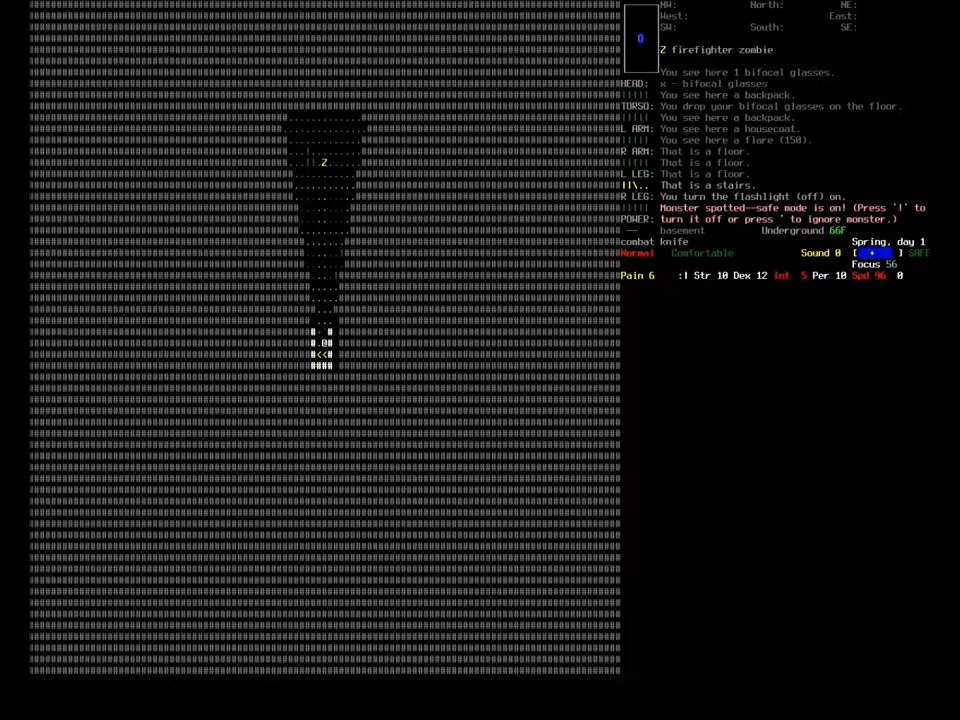 NW: North: NE:
West: East:
SW: South: SE:
Z firefighter zombie
You see here 1 bifocal glasses.
HEAD: x - bifocal glasses
You see here a backpack.
TORSO: You drop your bifocal glasses on the floor.
You see here a backpack.
L ARM: You see here a housecoat.
You see here a flare (150).
R ARM: That is a floor.
That is a floor.
L LEG: That is a floor.
That is a stairs.
R LEG: You turn the flashlight (off) on.
Monster spotted--safe mode is on! (Press '!' to
POWER: turn it off or press ' to ignore monster.)
-- basement Underground 66F
combat knife Spring, day 1
Normal Comfortable Sound 0 [ + ] SAFE
Focus 56
Pain 6 :| Str 10 Dex 12 Int 5 Per 10 Spd 96 0